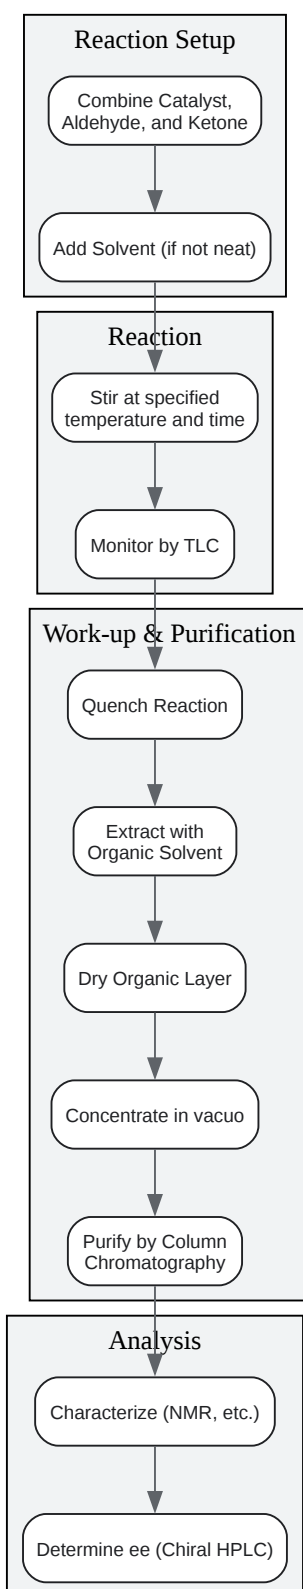 Reaction Setup
Combine Catalyst,
Aldehyde, and Ketone
Add Solvent (if not neat)
Reaction
Stir at specified
temperature and time
Monitor by TLC
Work-up & Purification
Quench Reaction
Extract with
Organic Solvent
Dry Organic Layer
Concentrate in vacuo
Purify by Column
Chromatography
Analysis
Characterize (NMR, etc.)
Determine ee (Chiral HPLC)